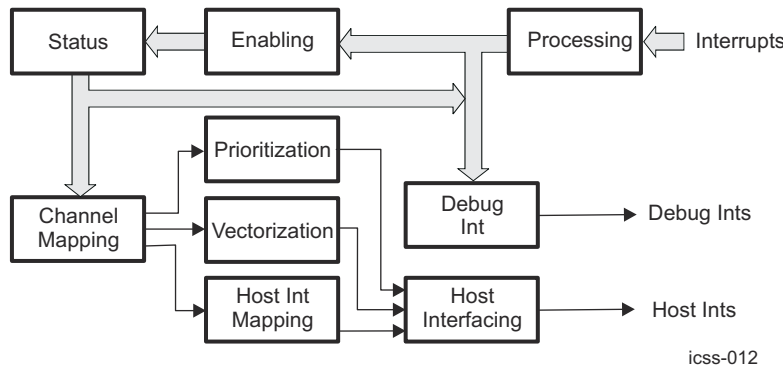 Status
Enabling
Processing
Interrupts
Prioritization
Channel
Mapping
Vectorization
Debug
Int
Debug Ints
Host Int
Mapping
Host
Interfacing
Host Ints
icss-012